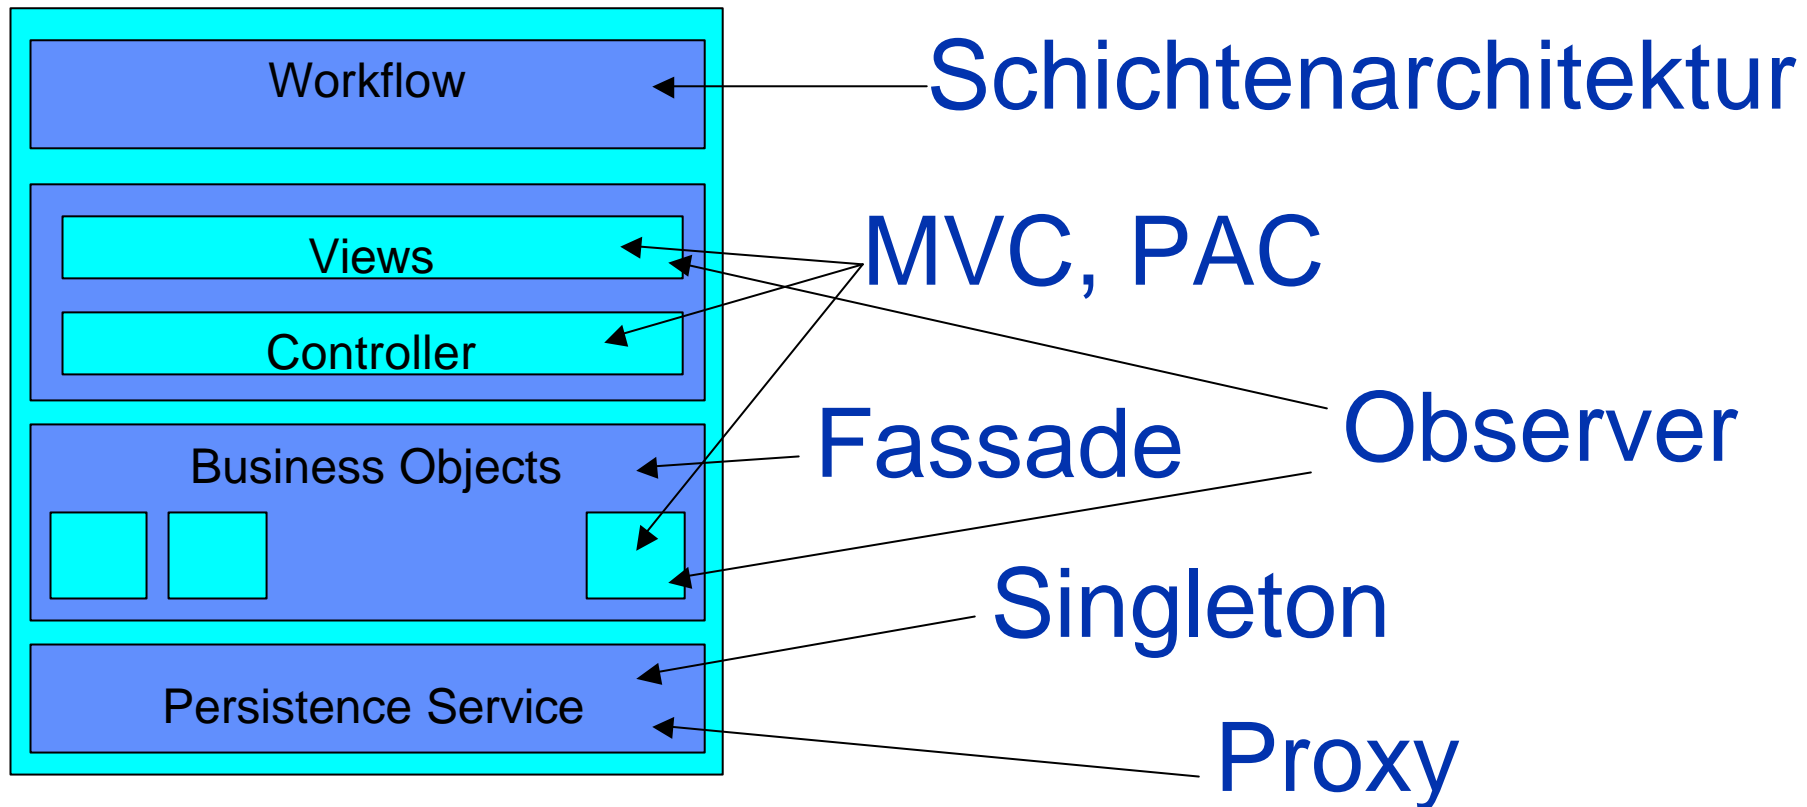 Workflow
Schichtenarchitektur
Views
MVC, PAC
Controller
Business Objects
Fassade
Observer
Singleton
Persistence Service
Proxy